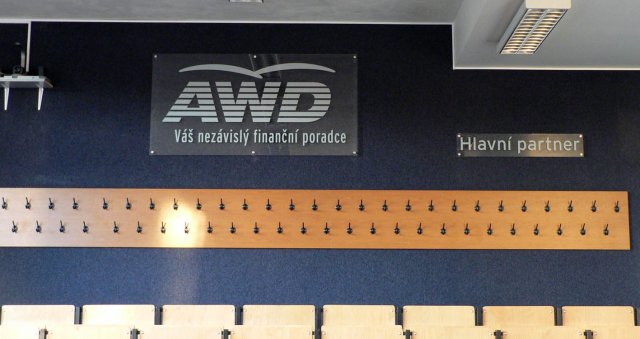 AWD
Váš nezávislý finanční poradce
Hlavní partner